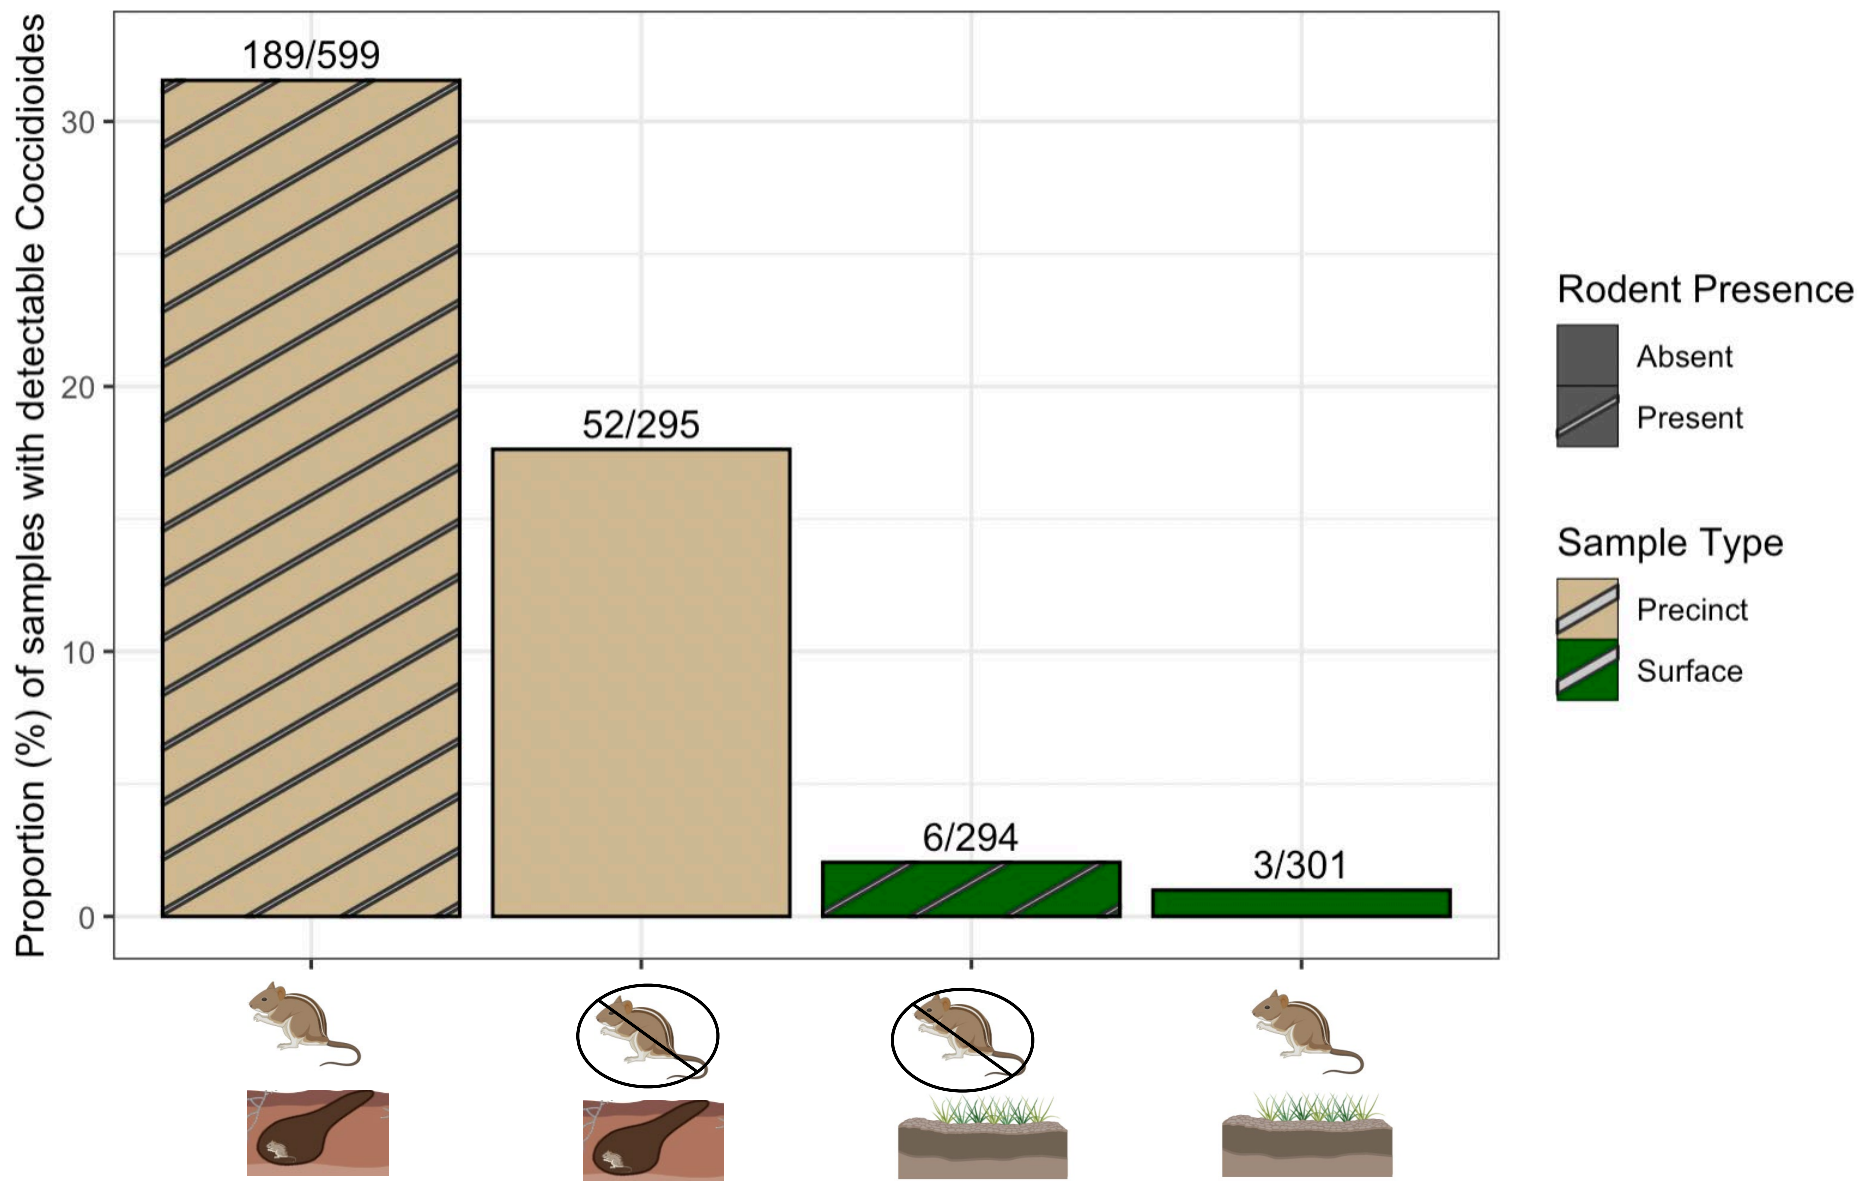 Proportion (%) of samples with detectable Coccidioides
30
20
10
0
189/599
52/295
6/294
3/301
Rodent Presence
Absent
Present
Sample Type
Precinct
Surface